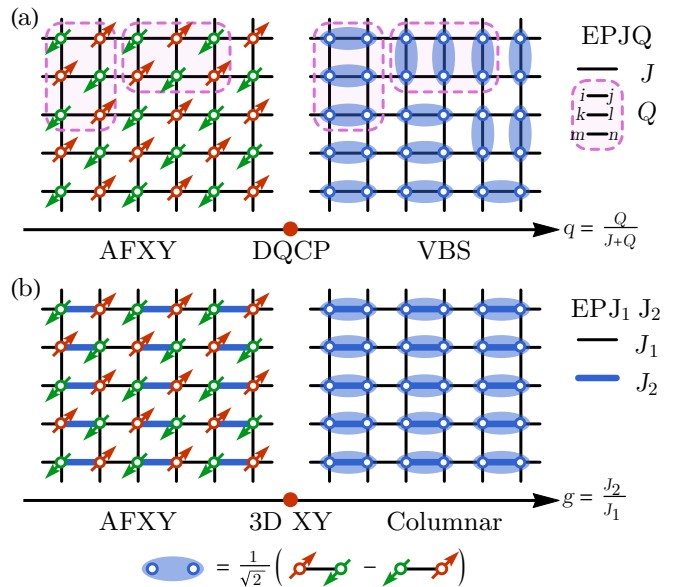 (a)
EPJQ
J
i j
k l
m n
Q
AFXY DQCP VBS
q = Q/(J+Q)
(b)
EPJ₁ J₂
J₁
J₂
AFXY 3D XY Columnar
g = J₂/J₁
= 1/√2 ( − )